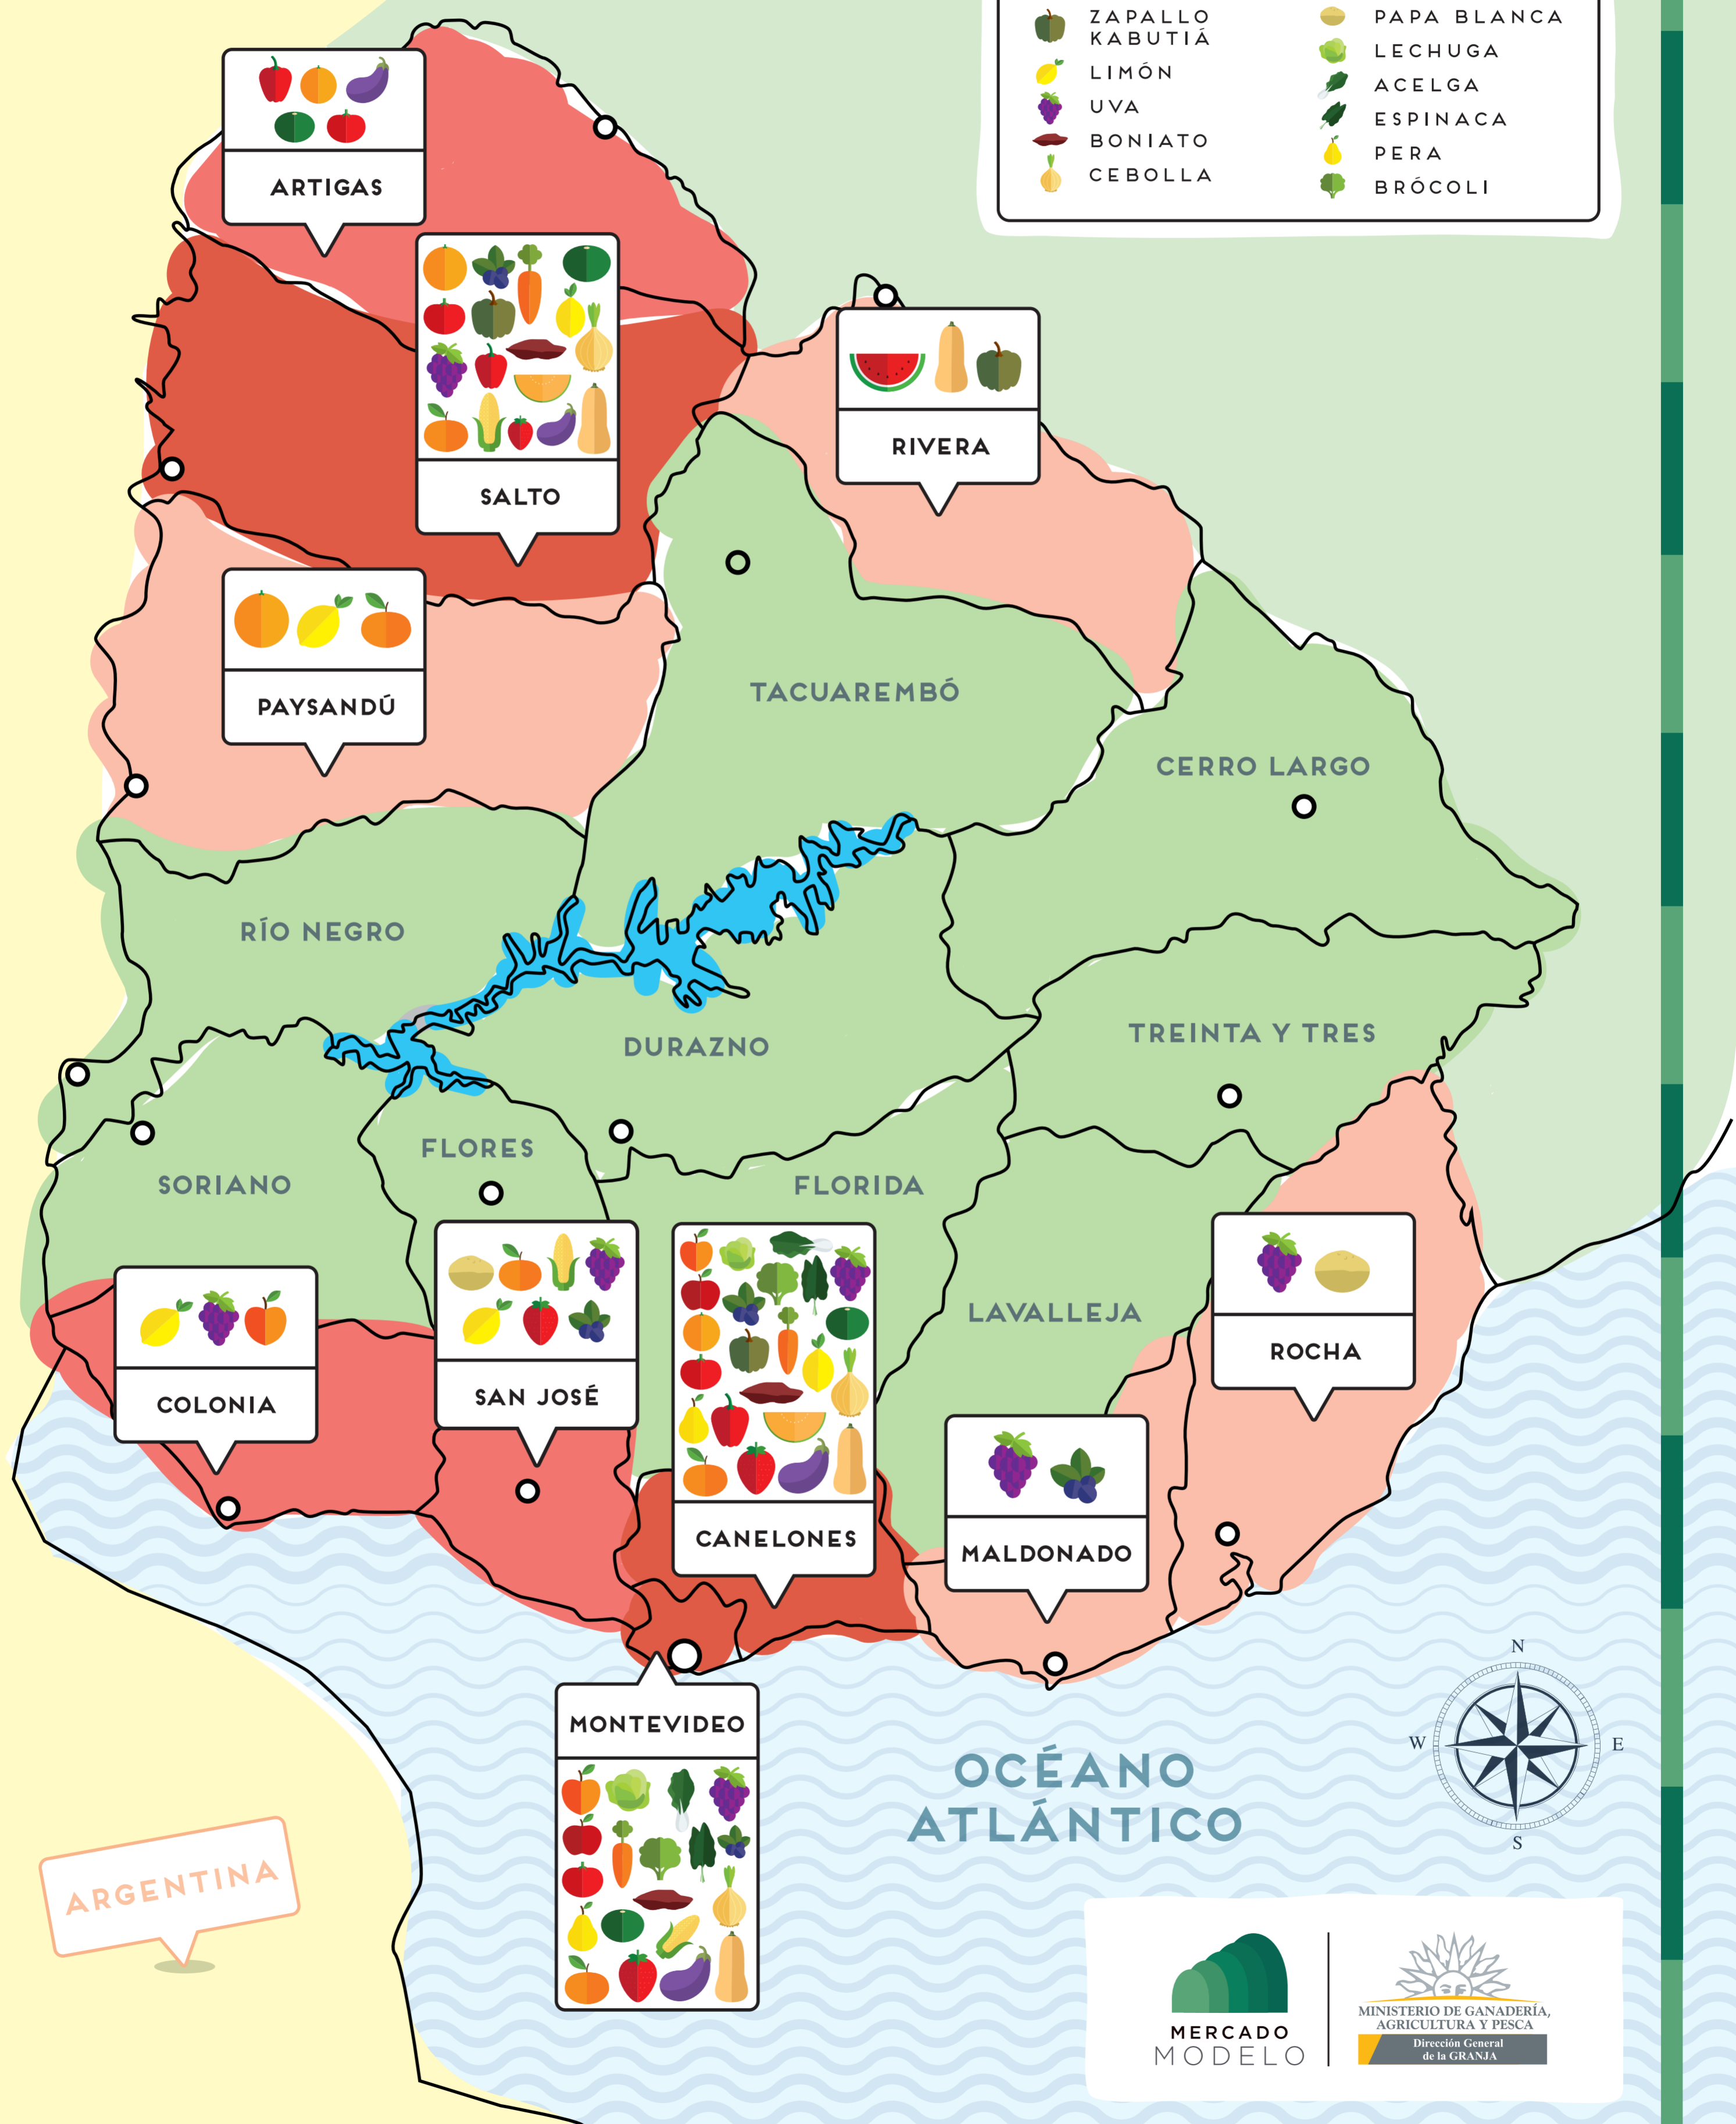 ZAPALLO
KABUTIÁ
LIMÓN
UVA
BONIATO
CEBOLLA
PAPA BLANCA
LECHUGA
ACELGA
ESPINACA
PERA
BRÓCOLI
ARTIGAS
SALTO
RIVERA
PAYSANDÚ
TACUAREMBÓ
CERRO LARGO
RÍO NEGRO
DURAZNO
TREINTA Y TRES
FLORES
SORIANO
FLORIDA
LAVALLEJA
ROCHA
COLONIA
SAN JOSÉ
CANELONES
MALDONADO
MONTEVIDEO
OCÉANO
ATLÁNTICO
N
W
E
S
ARGENTINA
MERCADO
MODELO
MINISTERIO DE GANADERÍA,
AGRICULTURA Y PESCA
Dirección General
de la GRANJA